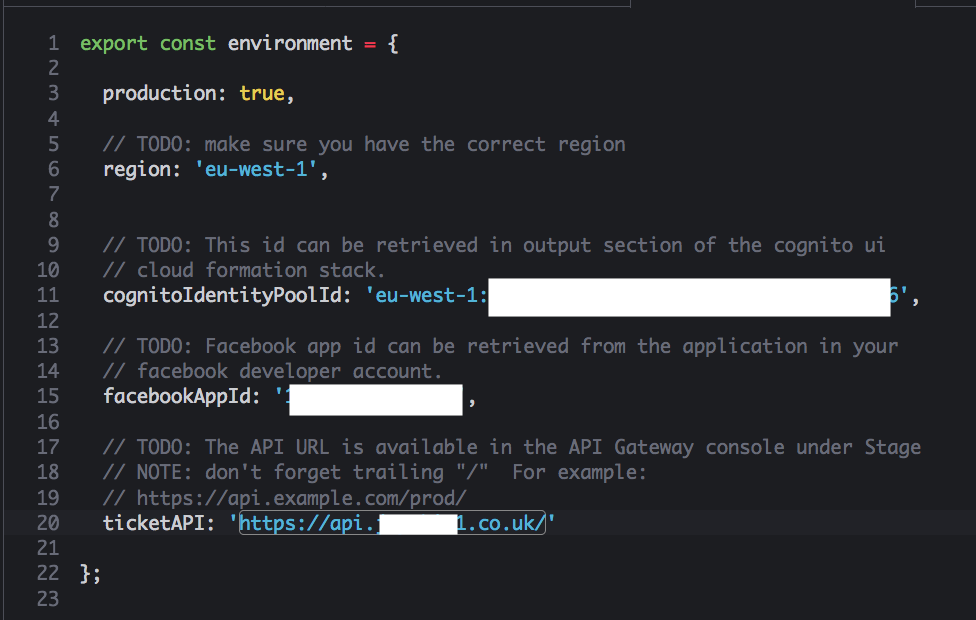 1 export const environment = {
2
3 production: true,
4
5 // TODO: make sure you have the correct region
6 region: 'eu-west-1',
7
8
9 // TODO: This id can be retrieved in output section of the cognito ui
10 // cloud formation stack.
11 cognitoIdentityPoolId: 'eu-west-1: 6',
12
13 // TODO: Facebook app id can be retrieved from the application in your
14 // facebook developer account.
15 facebookAppId: '1 ,
16
17 // TODO: The API URL is available in the API Gateway console under Stage
18 // NOTE: don't forget trailing "/"  For example:
19 // https://api.example.com/prod/
20 ticketAPI: 'https://api. 1.co.uk/'
21
22 };
23